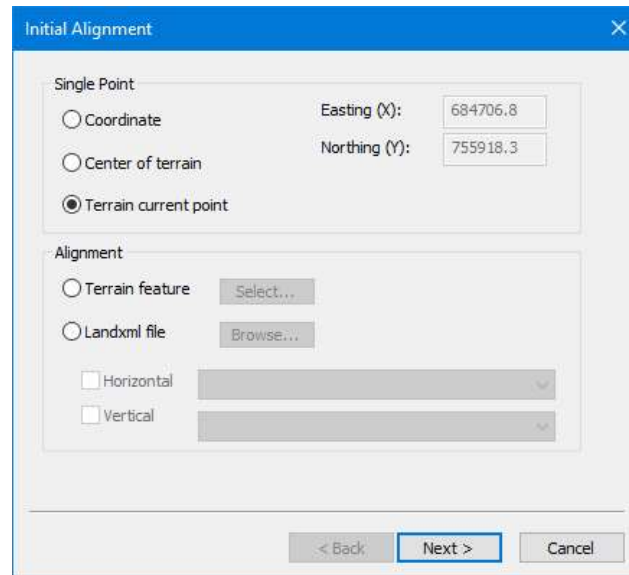 Initial Alignment
Single Point
Coordinate
Easting (X): 684706.8
Northing (Y): 755918.3
Center of terrain
Terrain current point
Alignment
Terrain feature Select...
Landxml file Browse...
Horizontal
Vertical
< Back Next > Cancel